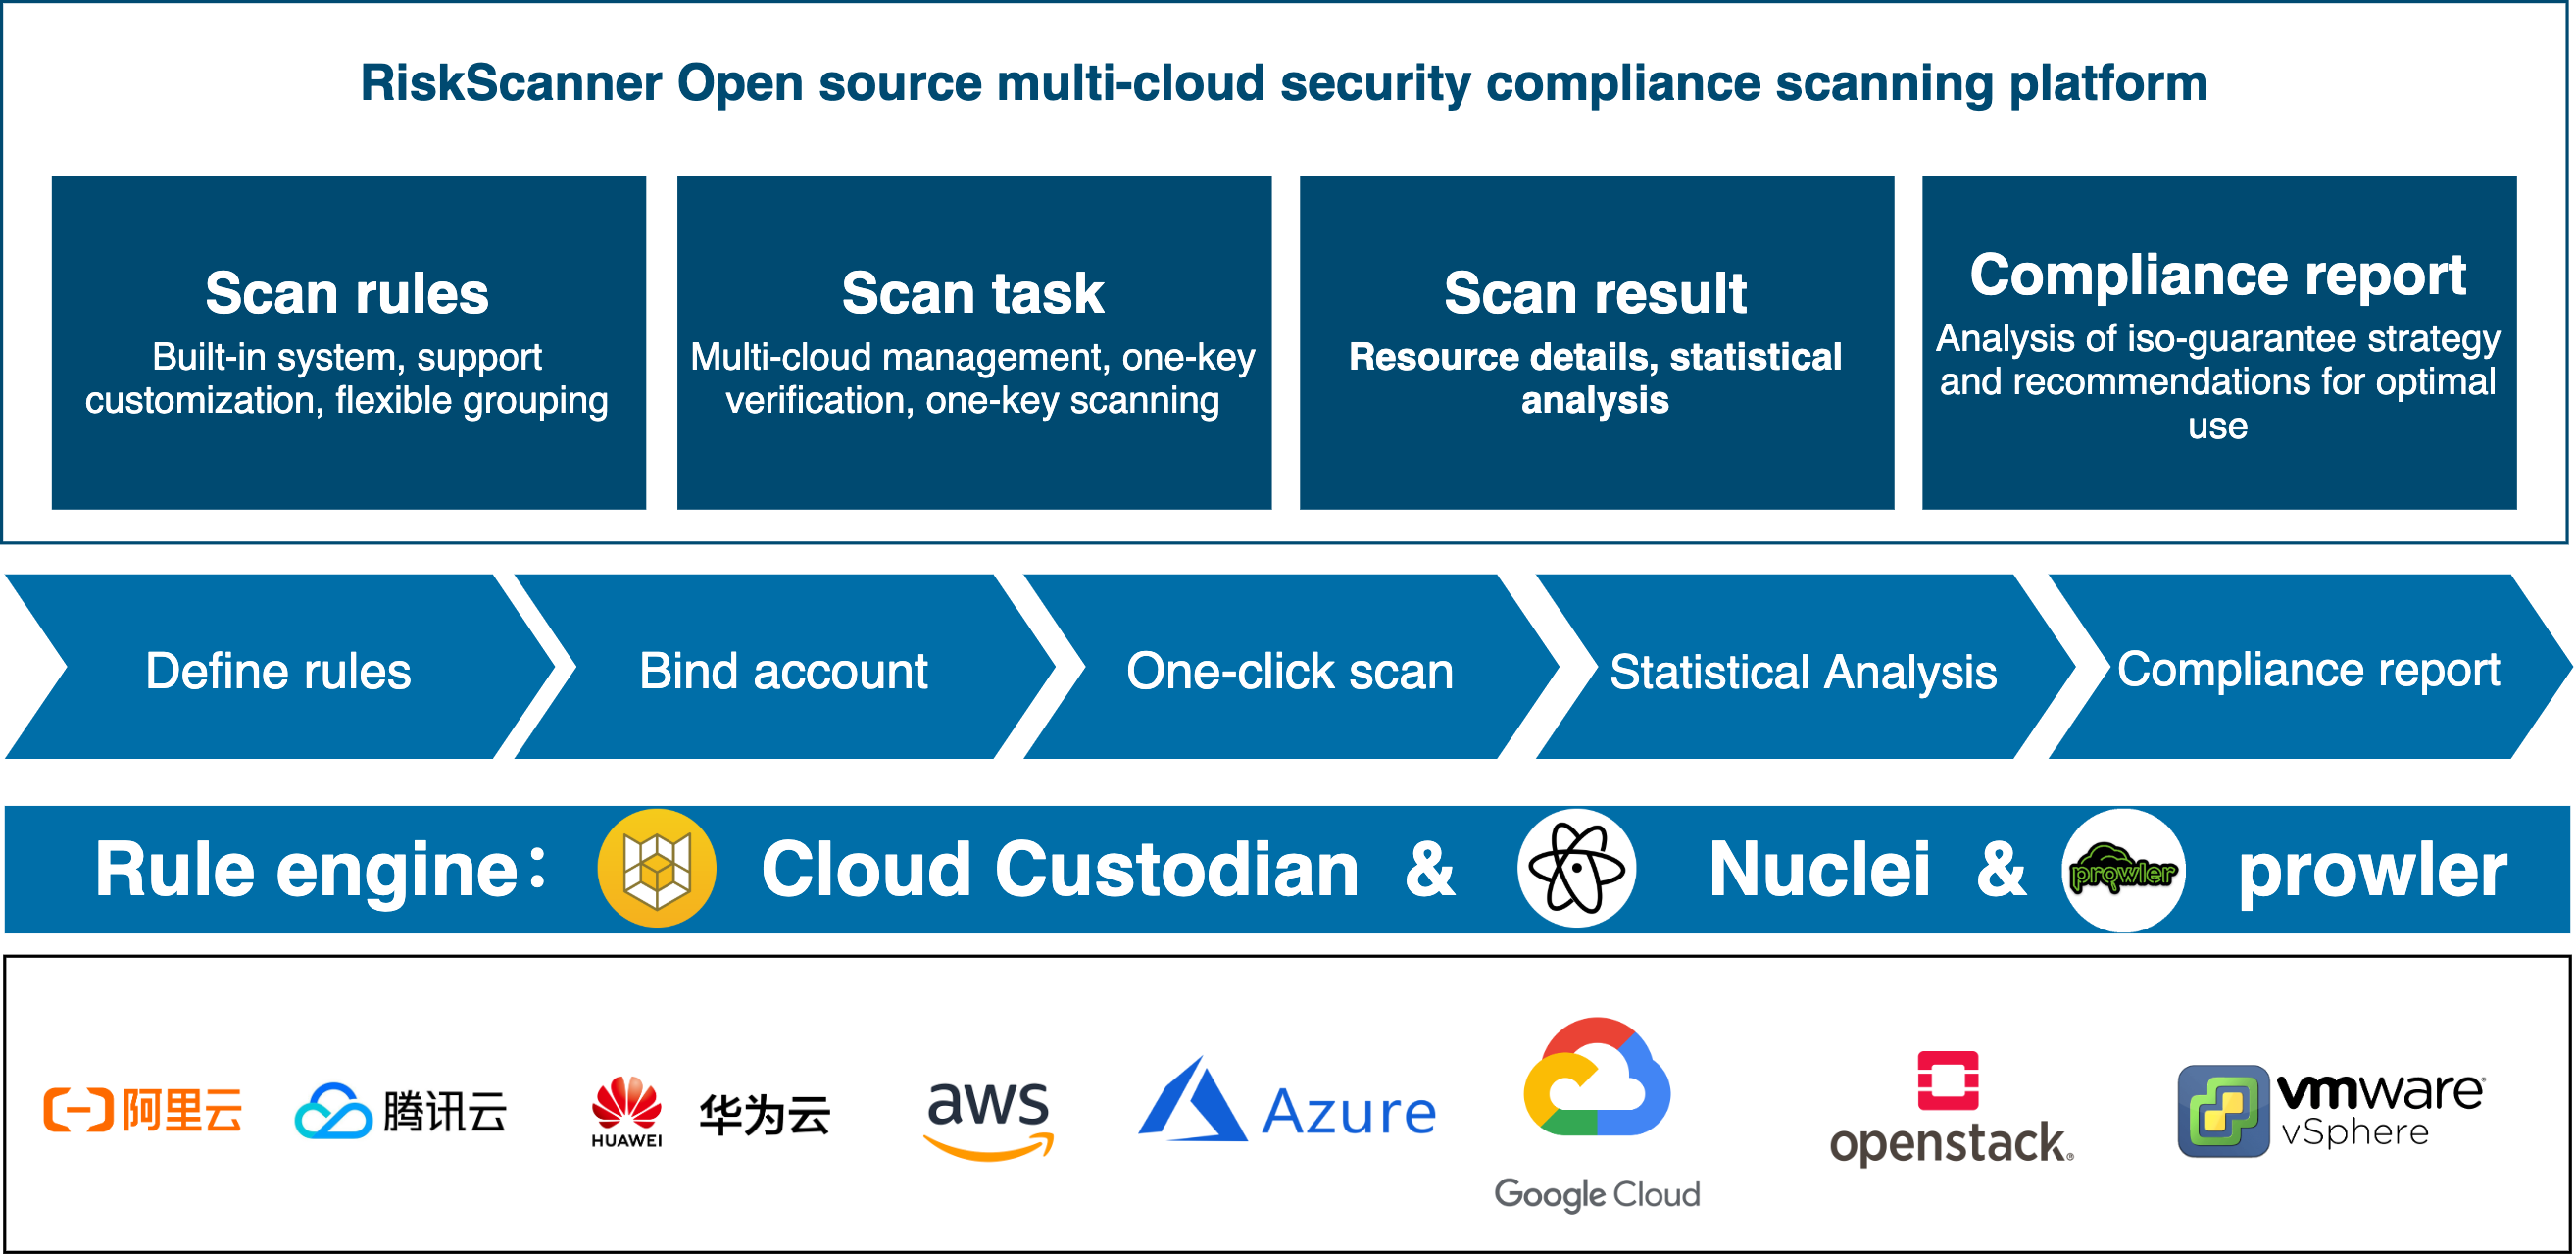 RiskScanner Open source multi-cloud security compliance scanning platform
Scan rules
Built-in system, support
customization, flexible grouping
Scan task
Multi-cloud management, one-key
verification, one-key scanning
Scan result
Resource details, statistical
analysis
Compliance report
Analysis of iso-guarantee strategy
and recommendations for optimal
use
Define rules
Bind account
One-click scan
Statistical Analysis
Compliance report
Rule engine： Cloud Custodian & Nuclei & prowler prowler
阿里云
腾讯云
HUAWEI
华为云
aws
Azure
Google Cloud
openstack®
vmware®
vSphere